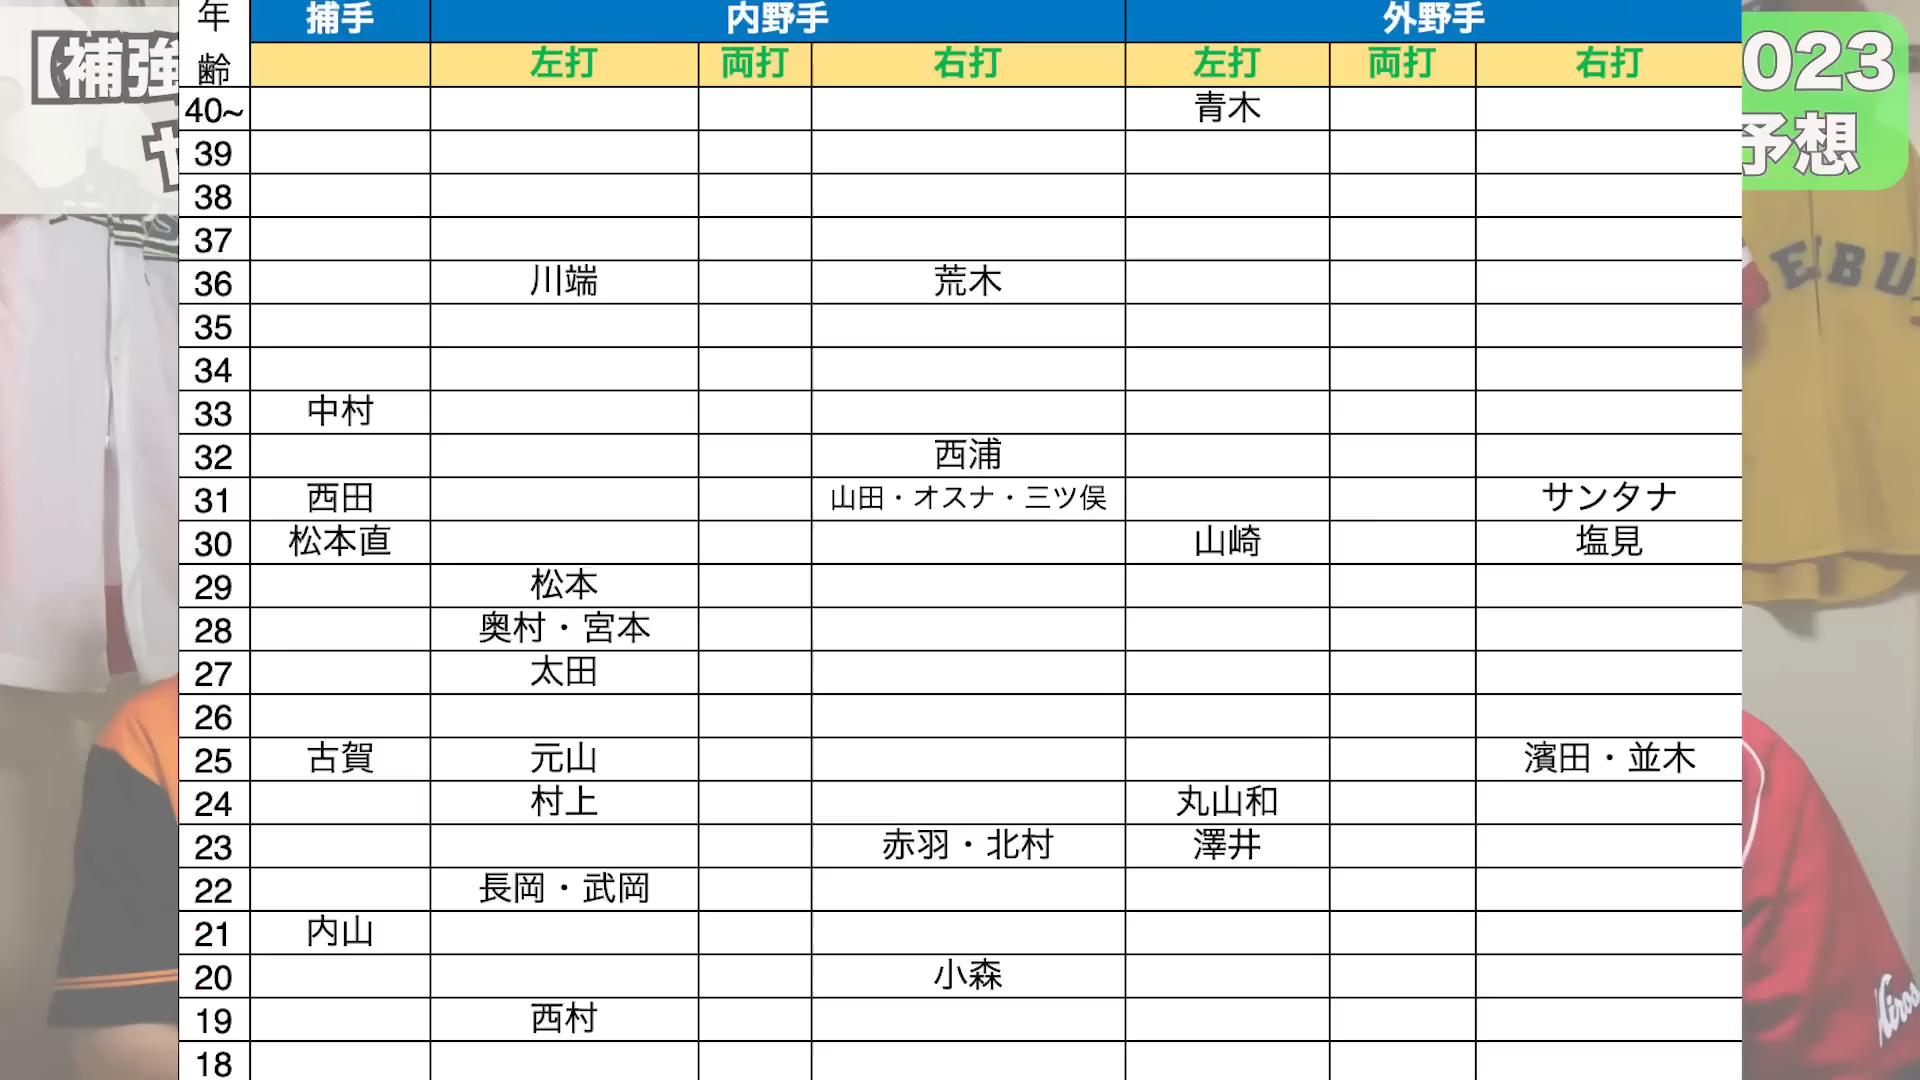 【補強
023
予想
年齢 捕手 内野手 外野手
左打 両打 右打 左打 両打 右打
40~ 青木
39
38
37
36 川端 荒木
35
34
33 中村
32 西浦
31 西田 山田・オスナ・三ツ俣 サンタナ
30 松本直 山崎 塩見
29 松本
28 奥村・宮本
27 太田
26
25 古賀 元山 濱田・並木
24 村上 丸山和
23 赤羽・北村 澤井
22 長岡・武岡
21 内山
20 小森
19 西村
18